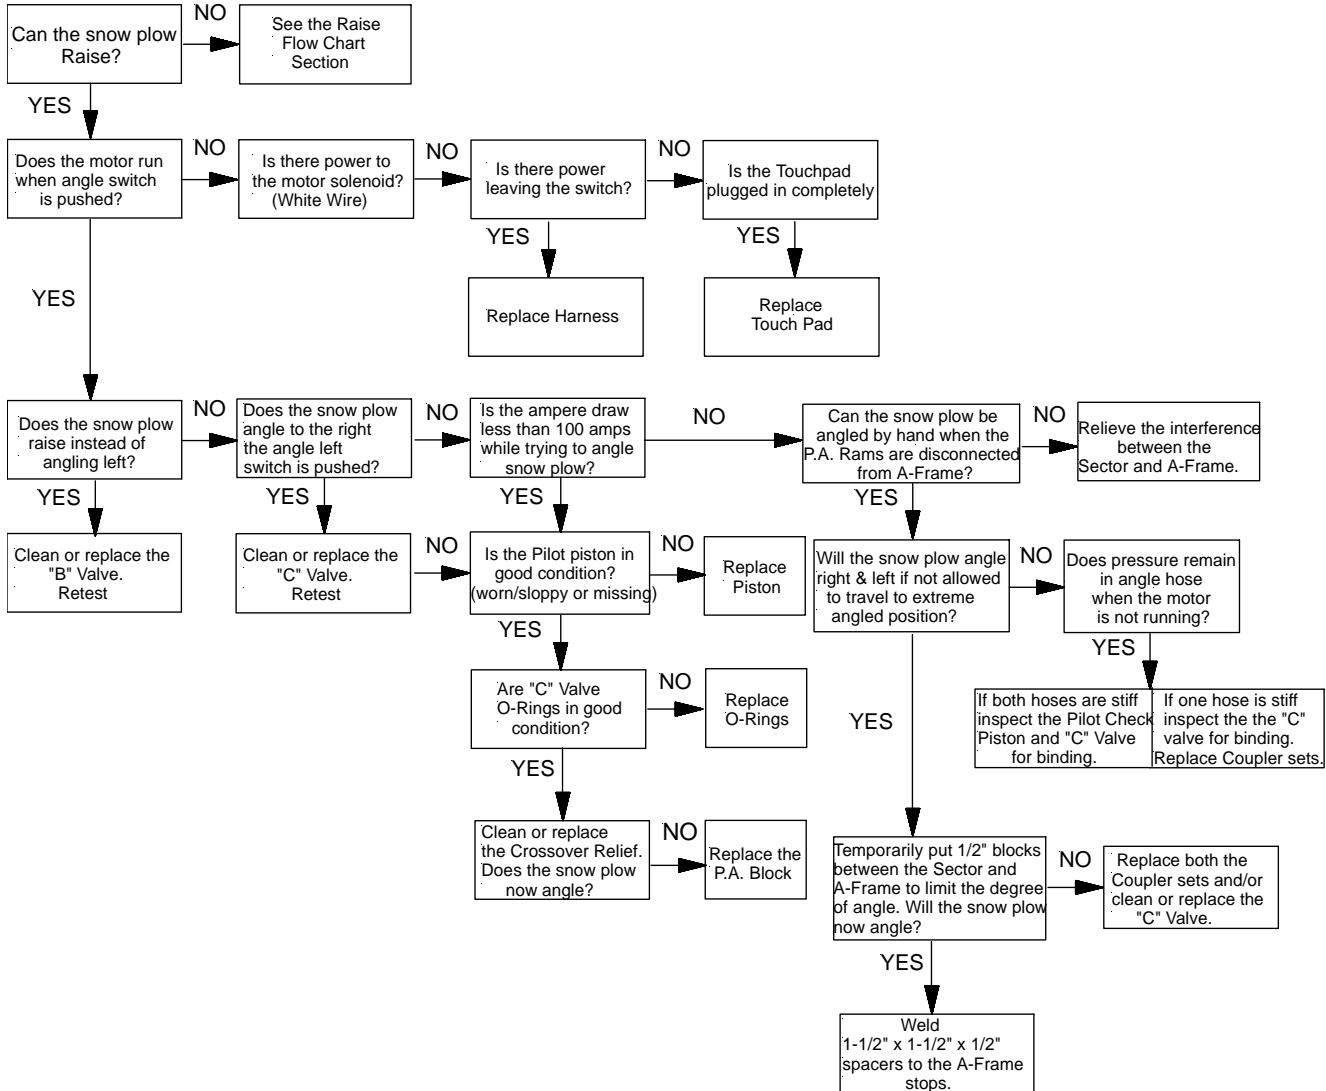 Can the snow plow
Raise?
NO
See the Raise
Flow Chart
Section
YES
Does the motor run
when angle switch
is pushed?
NO
Is there power to
the motor solenoid?
(White Wire)
NO
Is there power
leaving the switch?
NO
Is the Touchpad
plugged in completely
YES
YES
YES
Replace Harness
Replace
Touch Pad
Does the snow plow
raise instead of
angling left?
NO
Does the snow plow
angle to the right
the angle left
switch is pushed?
NO
Is the ampere draw
less than 100 amps
while trying to angle
snow plow?
NO
Can the snow plow be
angled by hand when the
P.A. Rams are disconnected
from A-Frame?
NO
Relieve the interference
between the
Sector and A-Frame.
YES
YES
YES
YES
Clean or replace the
"B" Valve.
Retest
Clean or replace the
"C" Valve.
Retest
NO
Is the Pilot piston in
good condition?
(worn/sloppy or missing)
NO
Replace
Piston
Will the snow plow angle
right & left if not allowed
to travel to extreme
angled position?
NO
Does pressure remain
in angle hose
when the motor
is not running?
YES
YES
Are "C" Valve
O-Rings in good
condition?
NO
Replace
O-Rings
YES
If both hoses are stiff
inspect the Pilot Check
Piston and "C" Valve
for binding.
If one hose is stiff
inspect the the "C"
valve for binding.
Replace Coupler sets.
YES
Clean or replace
the Crossover Relief.
Does the snow plow
now angle?
NO
Replace the
P.A. Block
Temporarily put 1/2" blocks
between the Sector and
A-Frame to limit the degree
of angle. Will the snow plow
now angle?
NO
Replace both the
Coupler sets and/or
clean or replace the
"C" Valve.
YES
Weld
1-1/2" x 1-1/2" x 1/2"
spacers to the A-Frame
stops.